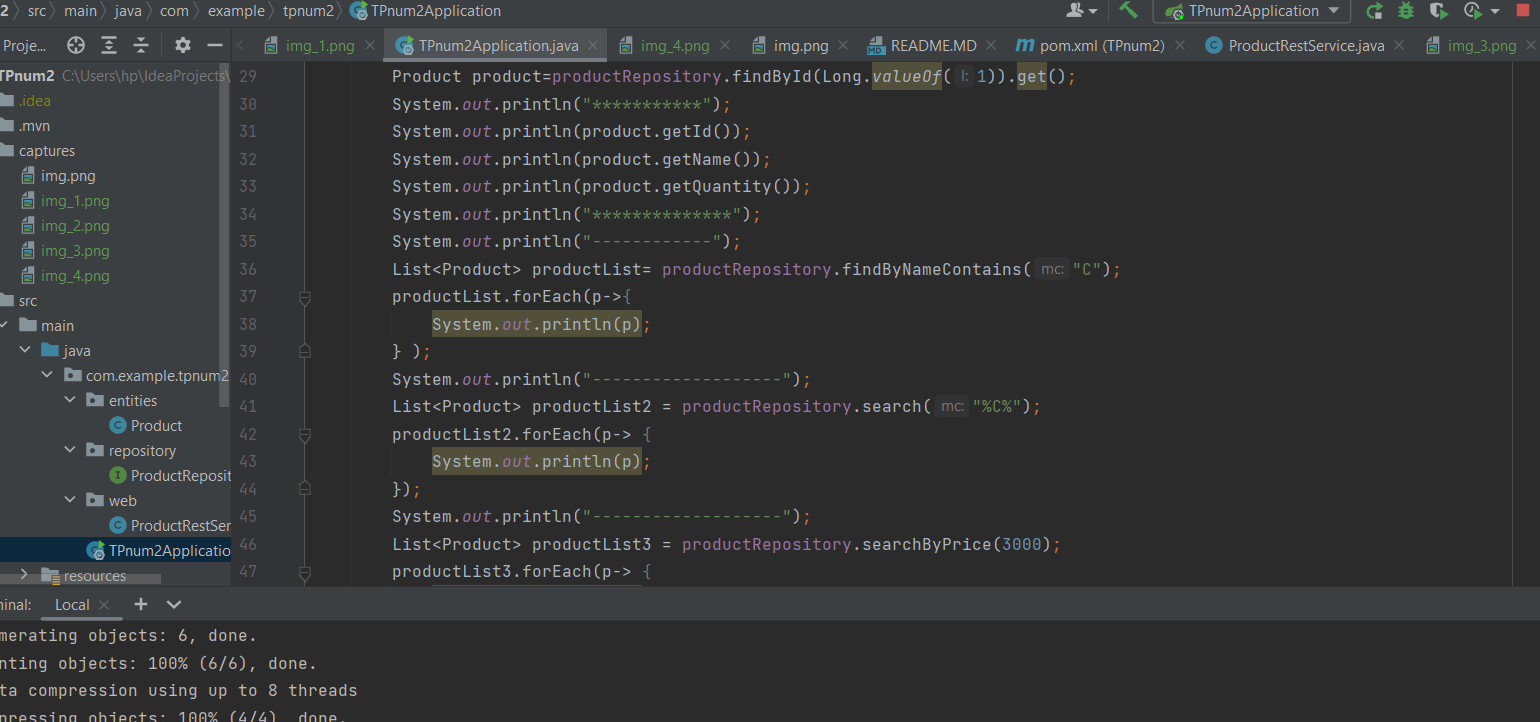 2 src main java com example tpnum2 TPnum2Application TPnum2Application
Proje... img_1.png TPnum2Application.java img_4.png img.png README.MD pom.xml (TPnum2) ProductRestService.java img_3.png
TPnum2 C:\Users\hp\IdeaProjects\
.idea
.mvn
captures
img.png
img_1.png
img_2.png
img_3.png
img_4.png
src
main
java
com.example.tpnum2
entities
Product
repository
ProductReposit
web
ProductRestSer
TPnum2Applicatio
resources
29 Product product=productRepository.findById(Long.valueOf( l: 1)).get();
30 System.out.println("***********");
31 System.out.println(product.getId());
32 System.out.println(product.getName());
33 System.out.println(product.getQuantity());
34 System.out.println("**************");
35 System.out.println("------------");
36 List<Product> productList= productRepository.findByNameContains( mc: "C");
37 productList.forEach(p->{
38 System.out.println(p);
39 } );
40 System.out.println("-------------------");
41 List<Product> productList2 = productRepository.search( mc: "%C%");
42 productList2.forEach(p-> {
43 System.out.println(p);
44 });
45 System.out.println("-------------------");
46 List<Product> productList3 = productRepository.searchByPrice(3000);
47 productList3.forEach(p-> {
minal: Local
merating objects: 6, done.
nting objects: 100% (6/6), done.
ta compression using up to 8 threads
pressing objects: 100% (4/4), done.